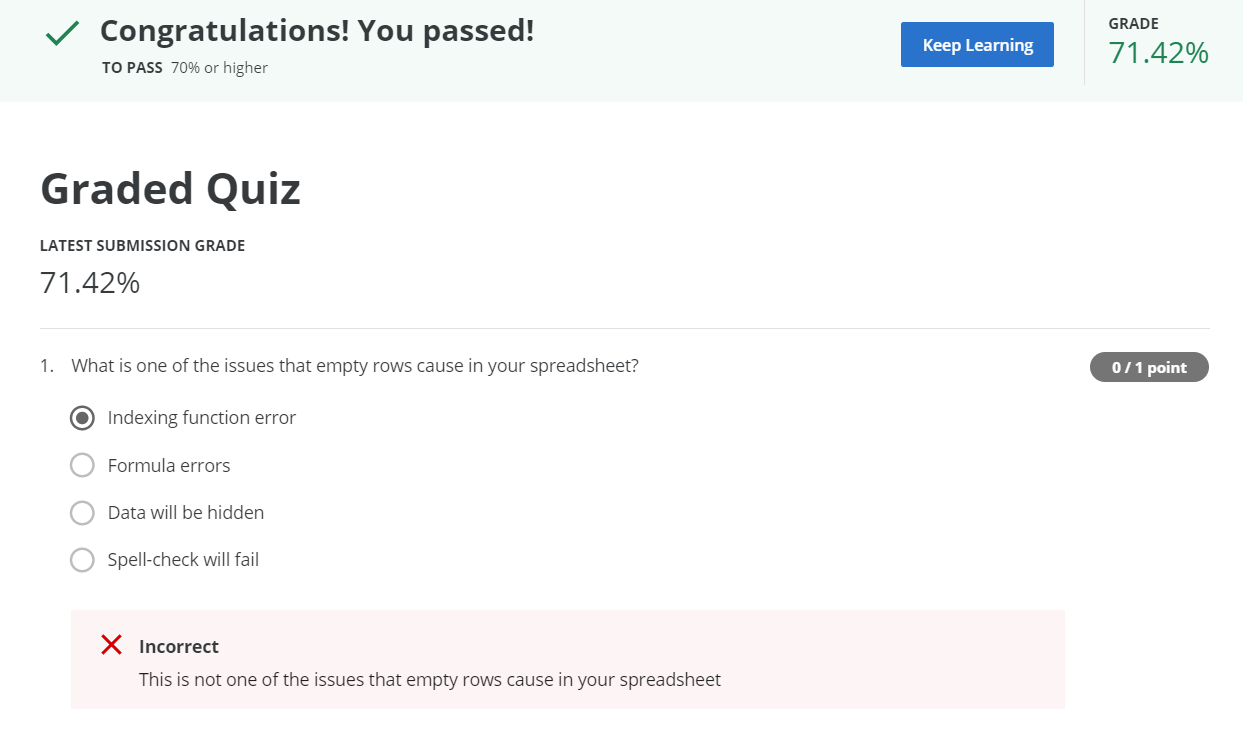 Congratulations! You passed!
TO PASS 70% or higher
Keep Learning
GRADE
71.42%
Graded Quiz
LATEST SUBMISSION GRADE
71.42%
1. What is one of the issues that empty rows cause in your spreadsheet?
0 / 1 point
Indexing function error
Formula errors
Data will be hidden
Spell-check will fail
Incorrect
This is not one of the issues that empty rows cause in your spreadsheet